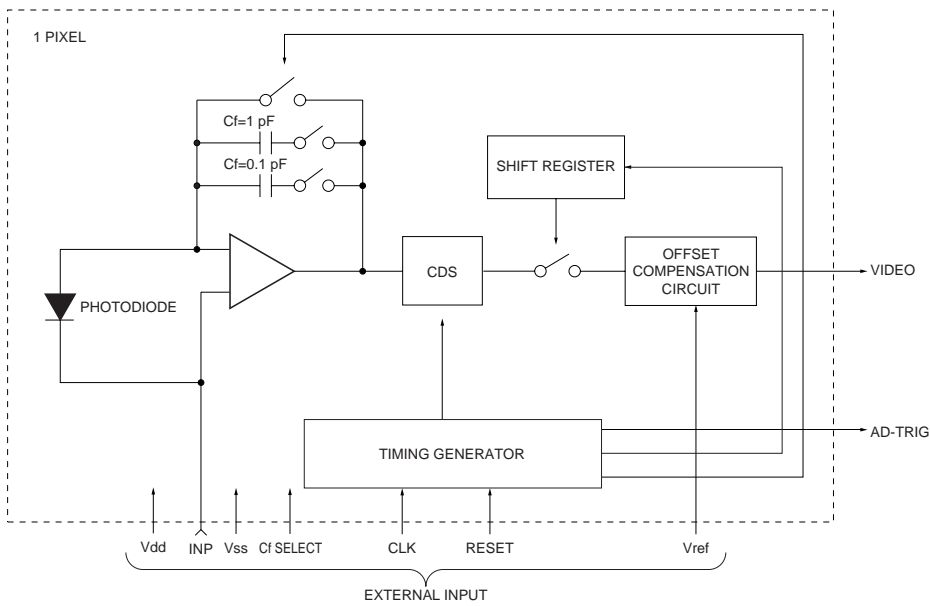 1 PIXEL
Cf=1 pF
Cf=0.1 pF
SHIFT REGISTER
PHOTODIODE
CDS
OFFSET
COMPENSATION
CIRCUIT
VIDEO
TIMING GENERATOR
AD-TRIG
Vdd
INP
Vss
Cf SELECT
CLK
RESET
Vref
EXTERNAL INPUT